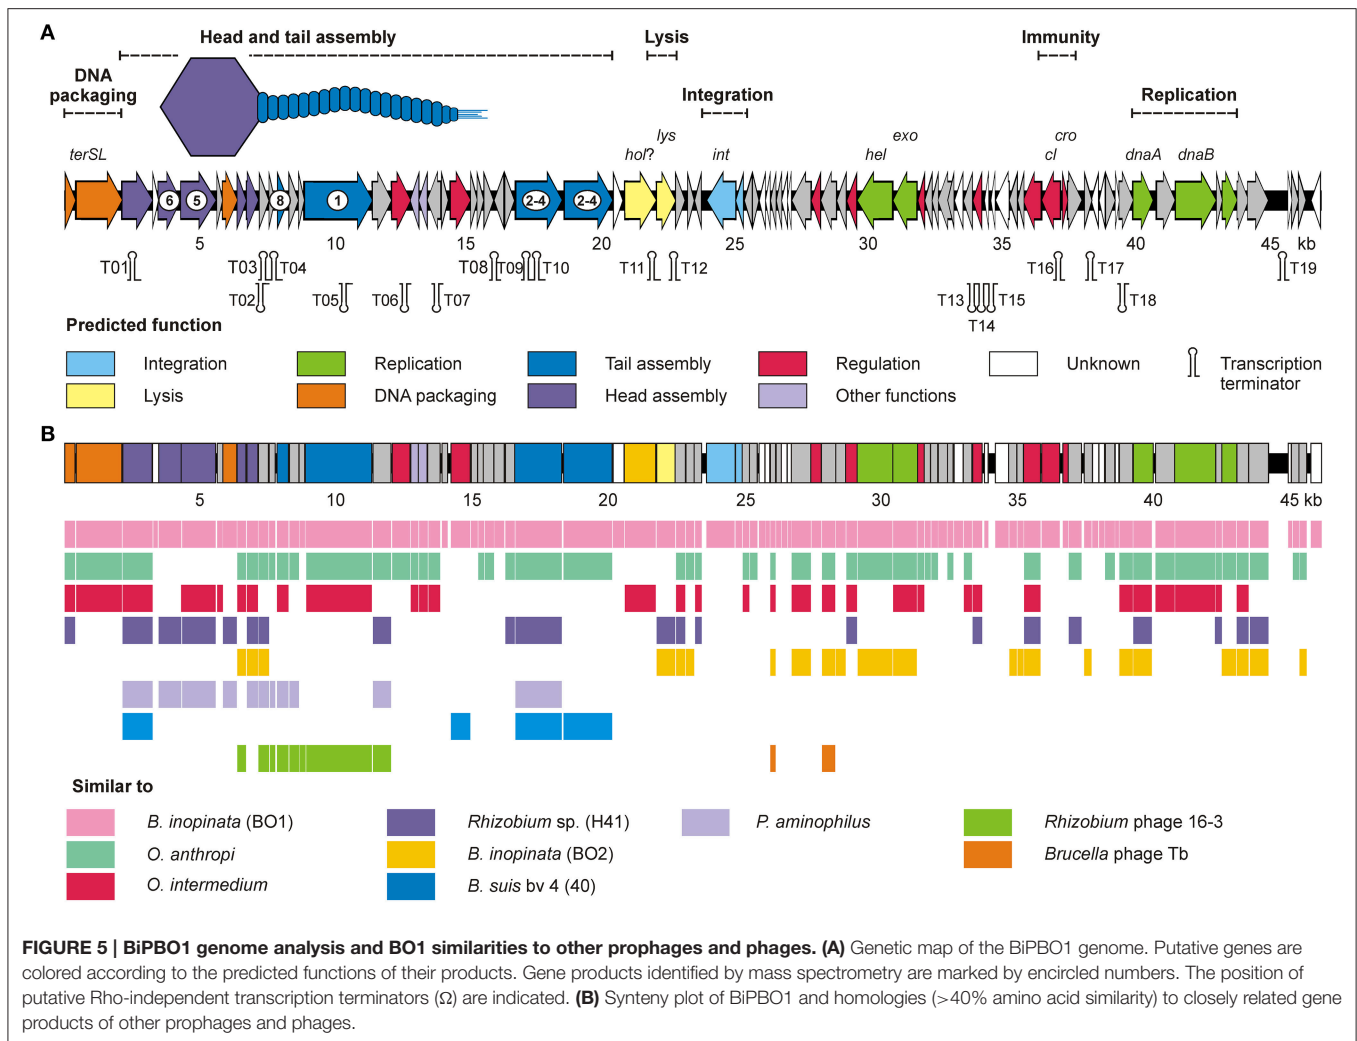 A
Head and tail assembly
Lysis
Immunity
DNA
packaging
Integration
Replication
terSL
hol?
lys
int
hel
exo
cI
cro
dnaA
dnaB
6
5
8
1
2-4
2-4
5
10
15
20
25
30
35
40
45 kb
T01
T03
T04
T08
T09
T10
T11
T12
T16
T17
T19
T02
T05
T06
T07
T13
T15
T18
T14
Predicted function
Integration
Replication
Tail assembly
Regulation
Unknown
Transcription
terminator
Lysis
DNA packaging
Head assembly
Other functions
B
5
10
15
20
25
30
35
40
45 kb
Similar to
B. inopinata (BO1)
Rhizobium sp. (H41)
P. aminophilus
Rhizobium phage 16-3
O. anthropi
B. inopinata (BO2)
Brucella phage Tb
O. intermedium
B. suis bv 4 (40)
FIGURE 5 | BiPBO1 genome analysis and BO1 similarities to other prophages and phages. (A) Genetic map of the BiPBO1 genome. Putative genes are
colored according to the predicted functions of their products. Gene products identified by mass spectrometry are marked by encircled numbers. The position of
putative Rho-independent transcription terminators (Ω) are indicated. (B) Synteny plot of BiPBO1 and homologies (>40% amino acid similarity) to closely related gene
products of other prophages and phages.